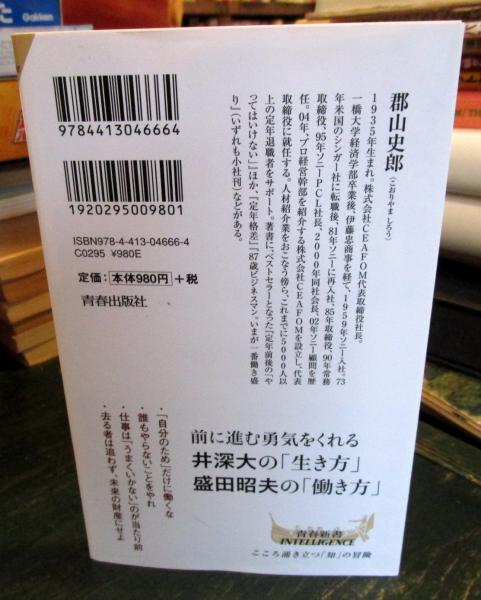 Gakken
9784413046664
1920295009801
ISBN978-4-413-04666-4
C0295 ¥980E
定価：本体980円＋税
青春出版社
郡山史郎（こおりやま しろう）
1935年生まれ。株式会社CEAFOM代表取締役社長。
一橋大学経済学部卒業後、伊藤忠商事を経て、1959年ソニー入社。73
年米国のシンガー社に転職後、81年ソニーに再入社、85年取締役、90年常務
取締役、95年ソニーPCL社長、2000年同社会長、02年ソニー顧問を歴
任。04年、プロ経営幹部を紹介する株式会社CEAFOMを設立し、代表
取締役に就任する。人材紹介業をおこなう傍ら、これまでに5000人以
上の定年退職者をサポート。著書に、ベストセラーとなった『定年前後の「や
ってはいけない」』ほか、『定年格差』『87歳ビジネスマン。いまが一番働き盛
り』（いずれも小社刊）などがある。
前に進む勇気をくれる
井深大の「生き方」
盛田昭夫の「働き方」
・「自分のため」だけに働くな
・誰もやらないことをやれ
・仕事は「うまくいかない」のが当たり前
・去る者は追わず、未来の財産にせよ
青春新書
INTELLIGENCE
こころ涌き立つ「知」の冒険